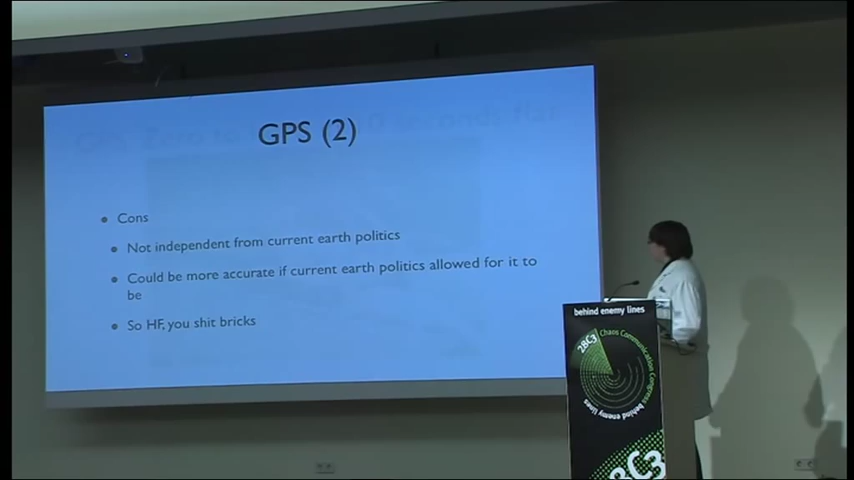 GPS (2)
Cons
Not independent from current earth politics
Could be more accurate if current earth politics allowed for it to
be
So HF, you shit bricks
behind enemy lines
28C3
Chaos Communication Congress
behind enemy lines
28C3